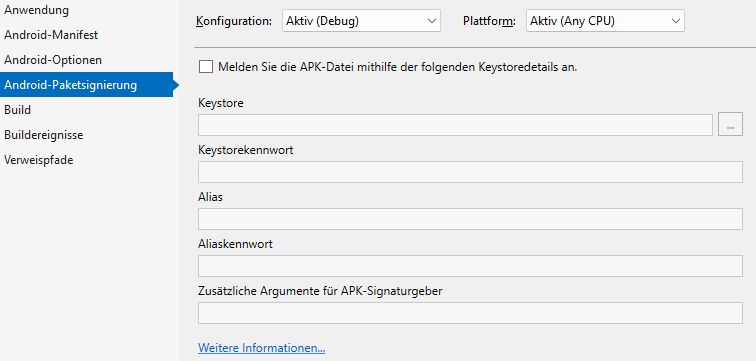 Anwendung
Android-Manifest
Android-Optionen
Android-Paketsignierung
Build
Buildereignisse
Verweispfade
Konfiguration: Aktiv (Debug) Plattform: Aktiv (Any CPU)
Melden Sie die APK-Datei mithilfe der folgenden Keystoredetails an.
Keystore
...
Keystorekennwort
Alias
Aliaskennwort
Zusätzliche Argumente für APK-Signaturgeber
Weitere Informationen...